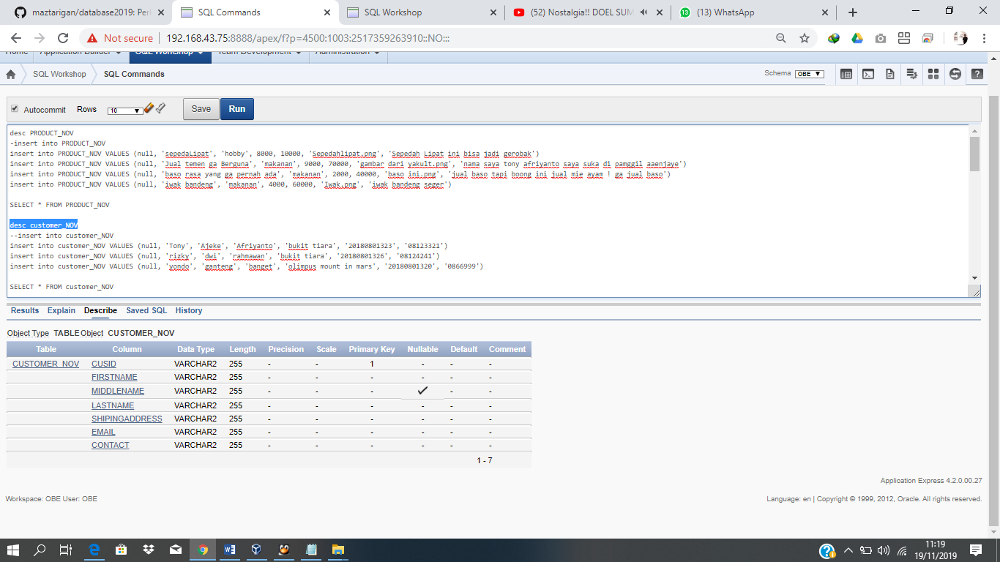 maztarigan/database2019: Per
SQL Commands
SQL Workshop
(52) Nostalgia!! DOEL SUM
(13) WhatsApp
Not secure
192.168.43.75:8888/apex/f?p=4500:1003:2517359263910::NO:::
Home
Application Builder
SQL Workshop
Team Development
Administration
SQL Workshop
SQL Commands
Schema
OBE
Autocommit
Rows
10
Save
Run
desc PRODUCT_NOV
-insert into PRODUCT_NOV
insert into PRODUCT_NOV VALUES (null, 'sepedaLipat', 'hobby', 8000, 10000, 'Sepedahlipat.png', 'Sepedah Lipat ini bisa jadi gerobak')
insert into PRODUCT_NOV VALUES (null, 'Jual temen ga Berguna', 'makanan', 9000, 70000, 'gambar dari yakult.png', 'nama saya tony afriyanto saya suka di pamggil aaenjaye')
insert into PRODUCT_NOV VALUES (null, 'baso rasa yang ga pernah ada', 'makanan', 2000, 40000, 'baso ini.png', 'jual baso tapi boong ini jual mie ayam ! ga jual baso')
insert into PRODUCT_NOV VALUES (null, 'iwak bandeng', 'makanan', 4000, 60000, 'Iwak.png', 'iwak bandeng seger')
SELECT * FROM PRODUCT_NOV
desc customer_NOV
--insert into customer_NOV
insert into customer_NOV VALUES (null, 'Tony', 'Ajeke', 'Afriyanto', 'bukit tiara', '20180801323', '08123321')
insert into customer_NOV VALUES (null, 'rizky', 'dwi', 'rahmawan', 'bukit tiara', '20180801326', '08124241')
insert into customer_NOV VALUES (null, 'yondo', 'ganteng', 'banget', 'olimpus mount in mars', '20180801320', '0866999')
SELECT * FROM customer_NOV
Results Explain Describe Saved SQL History
Object Type TABLE Object CUSTOMER_NOV
Table Column Data Type Length Precision Scale Primary Key Nullable Default Comment
CUSTOMER_NOV CUSID VARCHAR2 255 - - 1 - - -
FIRSTNAME VARCHAR2 255 - - - - - -
MIDDLENAME VARCHAR2 255 - - - ✓ - -
LASTNAME VARCHAR2 255 - - - - - -
SHIPINGADDRESS VARCHAR2 255 - - - - - -
EMAIL VARCHAR2 255 - - - - - -
CONTACT VARCHAR2 255 - - - - - -
1 - 7
Application Express 4.2.0.00.27
Workspace: OBE User: OBE
Language: en | Copyright © 1999, 2012, Oracle. All rights reserved.
11:19
19/11/2019